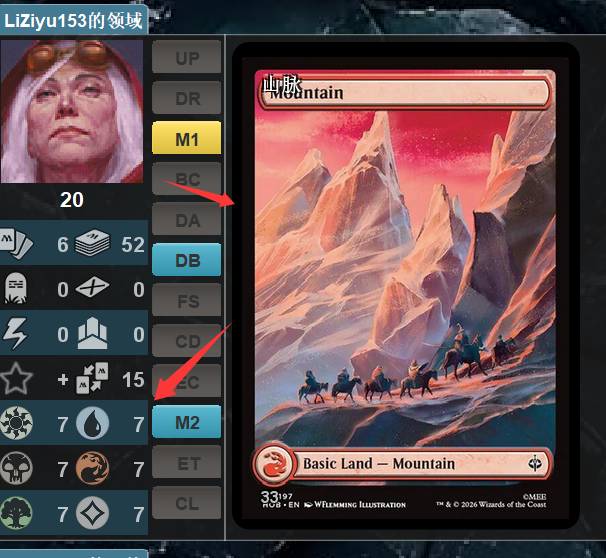 LiZiyu153的领域
UP
DR
M1
BC
DA
DB
FS
CD
EC
M2
ET
CL
20
6 52
0 0
0 0
+ 15
7 7
7 7
7 7
山脉
Mountain
Basic Land — Mountain
33 197
HOB • EN WFLEMMING ILLUSTRATION
©MEE
™ & © 2026 Wizards of the Coast